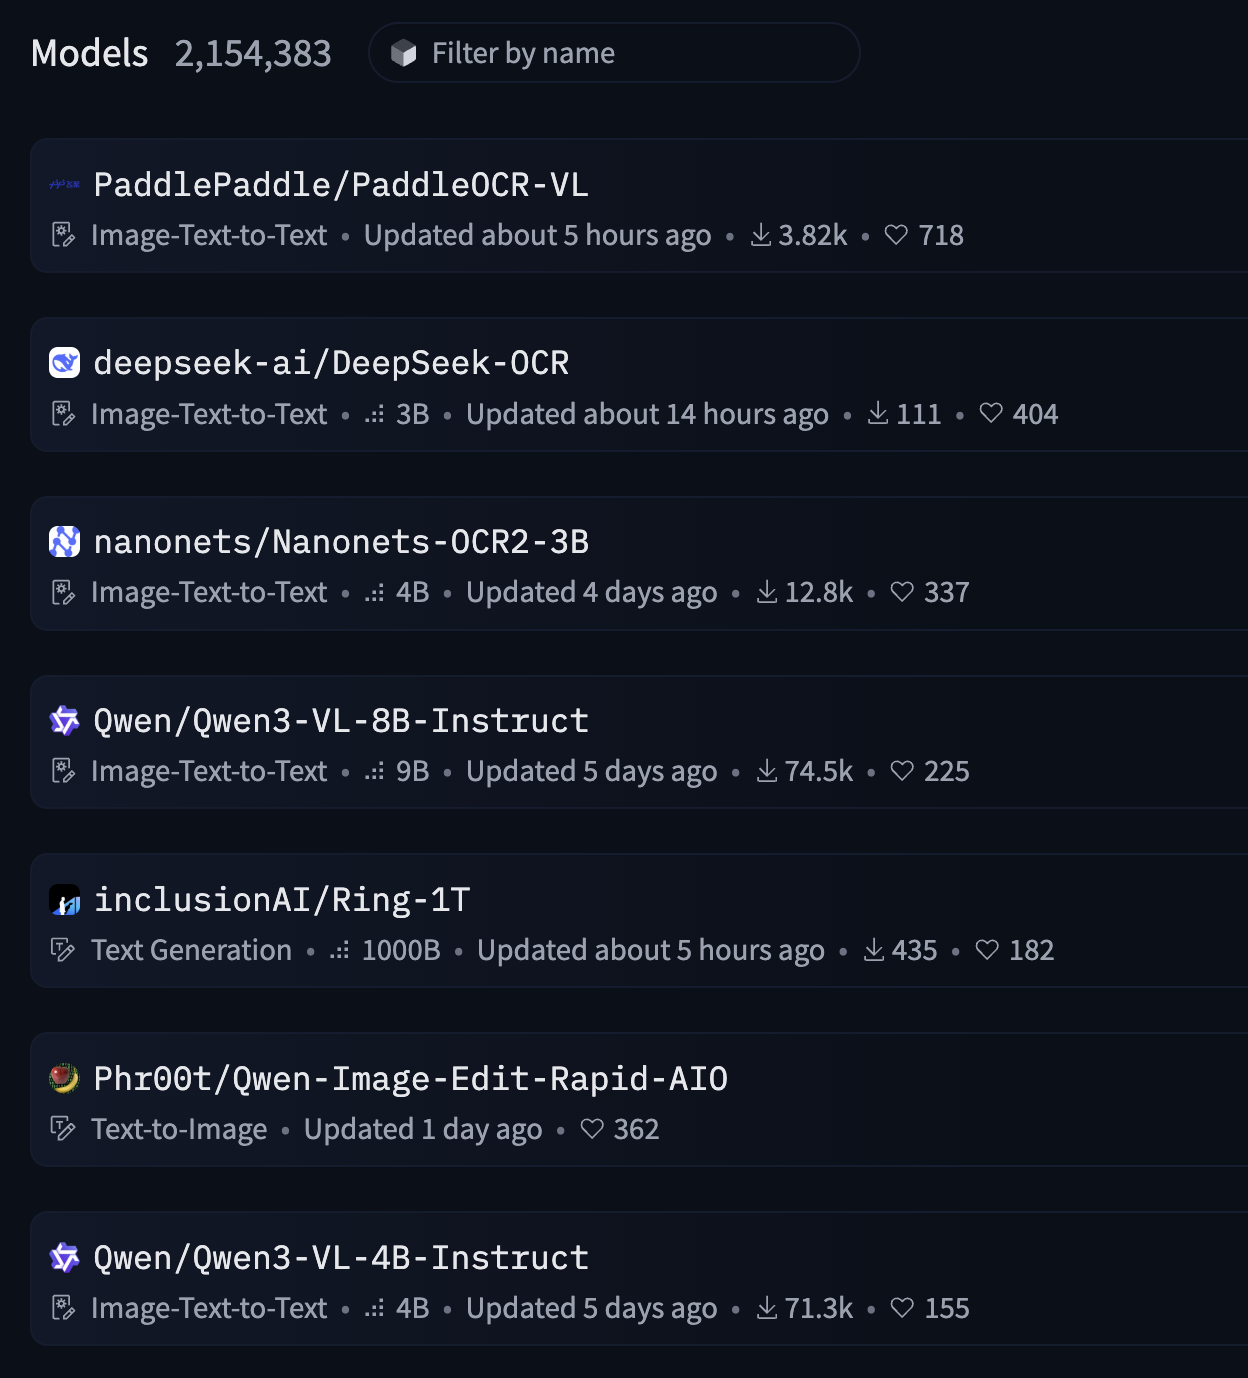 Models 2,154,383 Filter by name
PaddlePaddle/PaddleOCR-VL
Image-Text-to-Text • Updated about 5 hours ago • 3.82k • 718
deepseek-ai/DeepSeek-OCR
Image-Text-to-Text • 3B • Updated about 14 hours ago • 111 • 404
nanonets/Nanonets-OCR2-3B
Image-Text-to-Text • 4B • Updated 4 days ago • 12.8k • 337
Qwen/Qwen3-VL-8B-Instruct
Image-Text-to-Text • 9B • Updated 5 days ago • 74.5k • 225
inclusionAI/Ring-1T
Text Generation • 1000B • Updated about 5 hours ago • 435 • 182
Phr00t/Qwen-Image-Edit-Rapid-AIO
Text-to-Image • Updated 1 day ago • 362
Qwen/Qwen3-VL-4B-Instruct
Image-Text-to-Text • 4B • Updated 5 days ago • 71.3k • 155